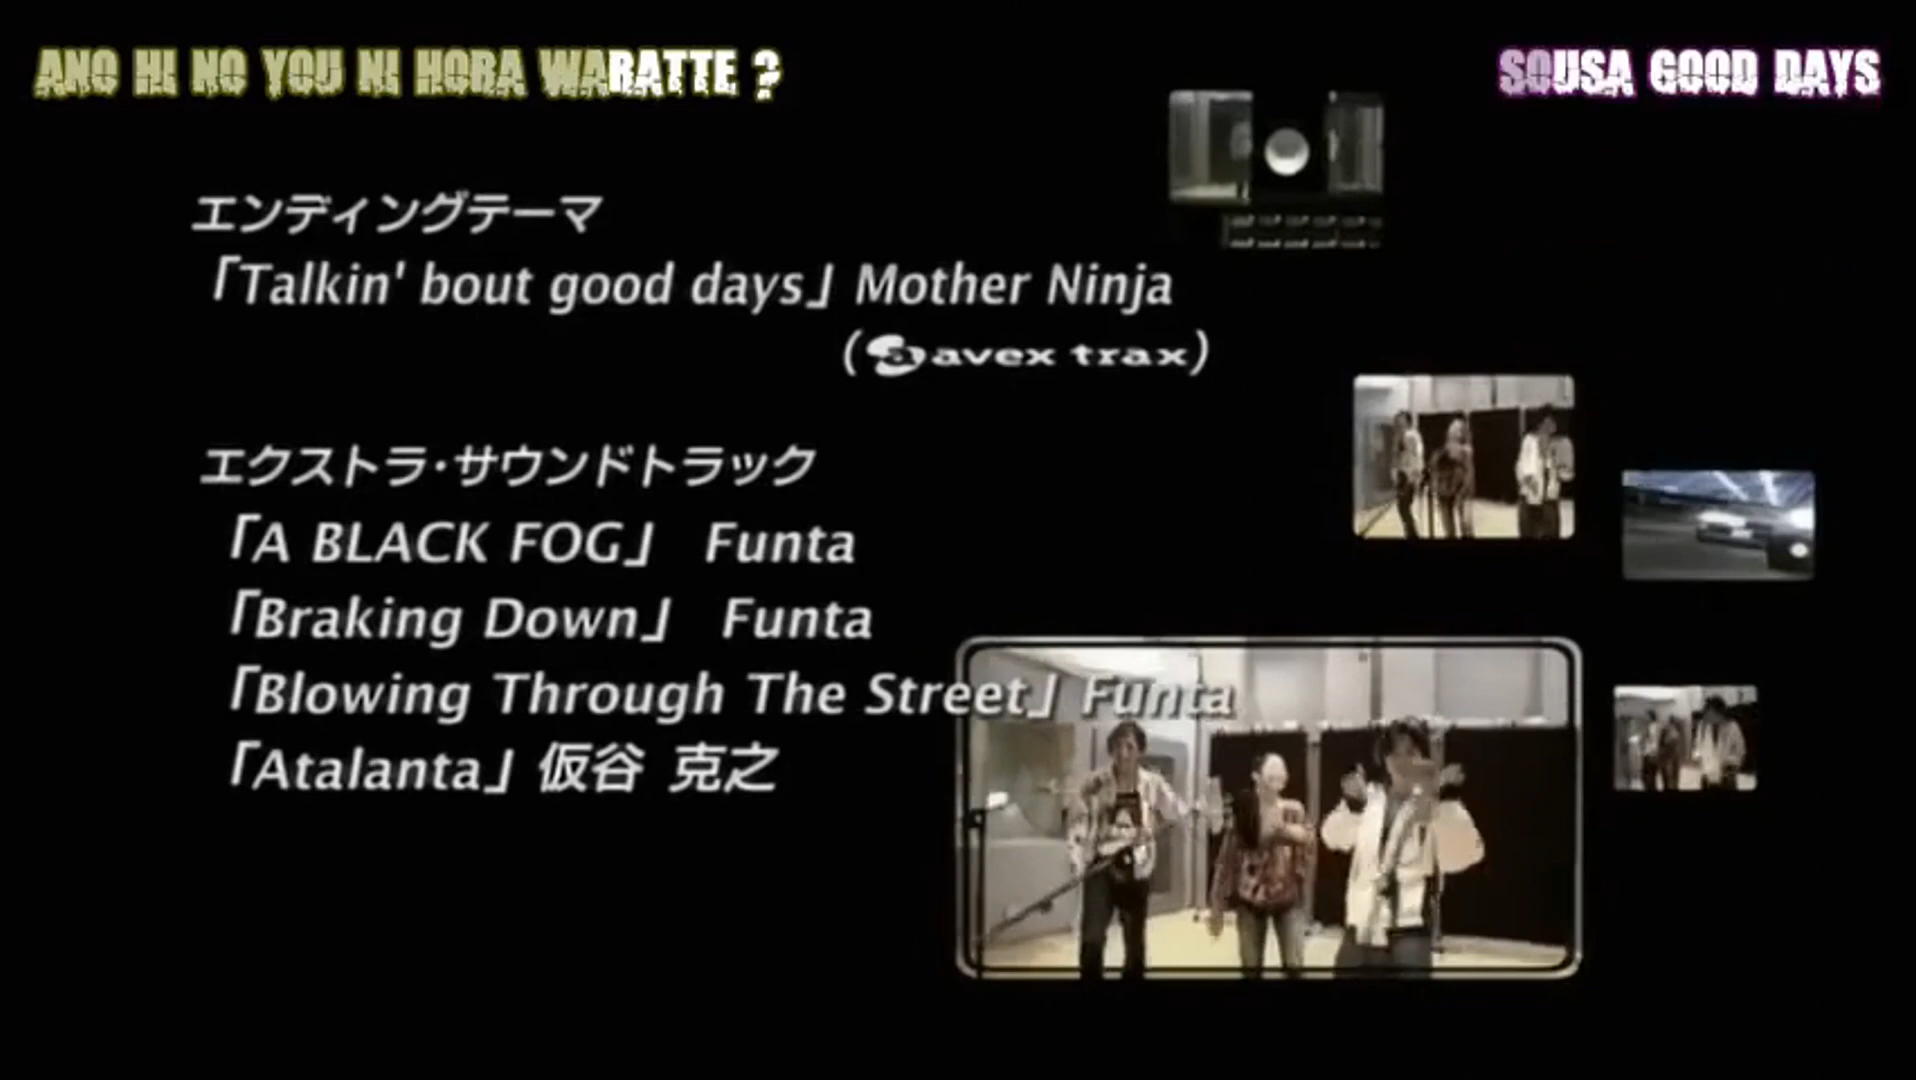 ANO HI NO YOU NI HORA WARATTE ?
SOUSA GOOD DAYS
エンディングテーマ
「Talkin' bout good days」 Mother Ninja
(avex trax)
エクストラ・サウンドトラック
「A BLACK FOG」 Funta
「Braking Down」 Funta
「Blowing Through The Street」 Funta
「Atalanta」 仮谷 克之